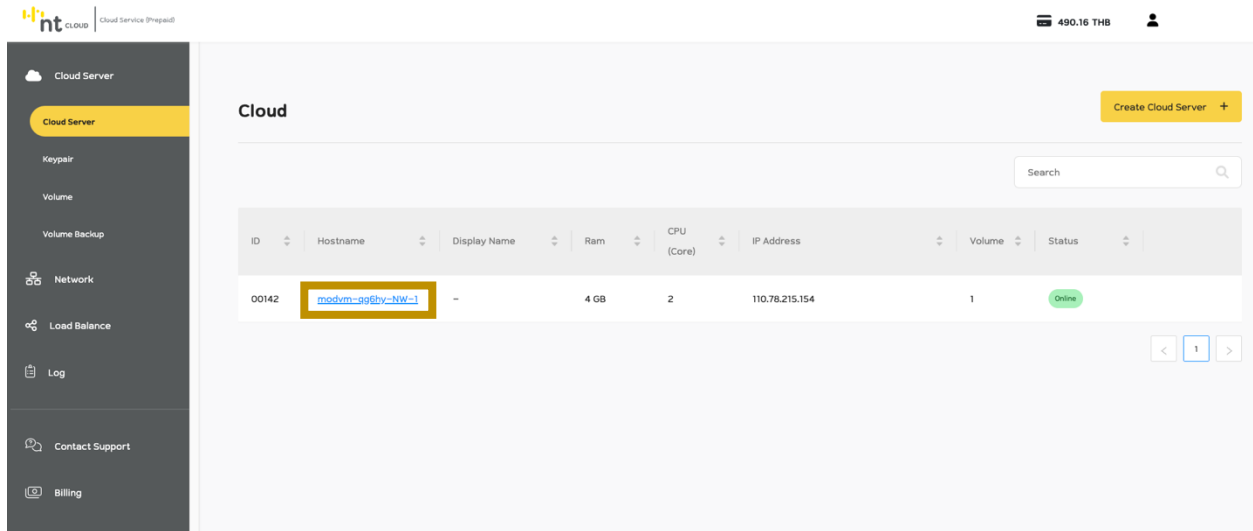 nt CLOUD Cloud Service (Prepaid)
490.16 THB
Cloud Server
Cloud Server
Keypair
Volume
Volume Backup
Network
Load Balance
Log
Contact Support
Billing
Cloud
Create Cloud Server +
Search
ID Hostname Display Name Ram CPU (Core) IP Address Volume Status
00142 modvm-qg6hy-NW-1 - 4 GB 2 110.78.215.154 1 Online
< 1 >